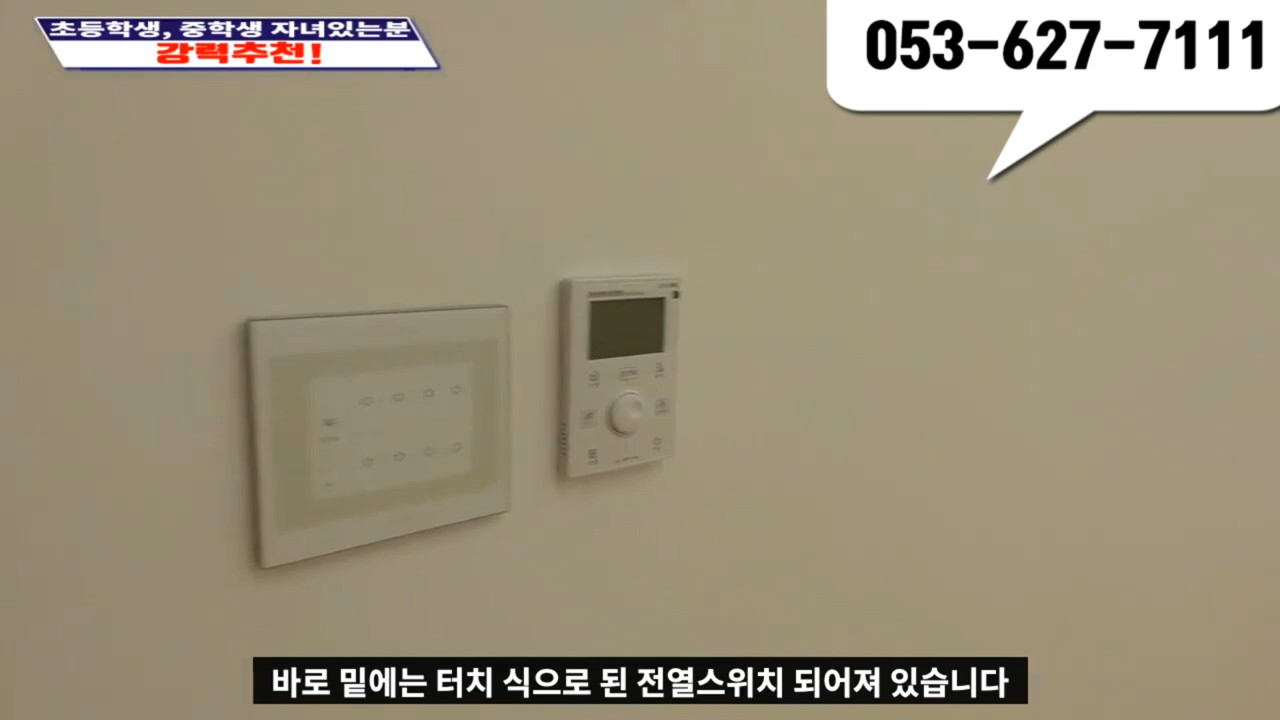 초등학생, 중학생 자녀있는분
강력추천!
053-627-7111
바로 밑에는 터치 식으로 된 전열스위치 되어져 있습니다